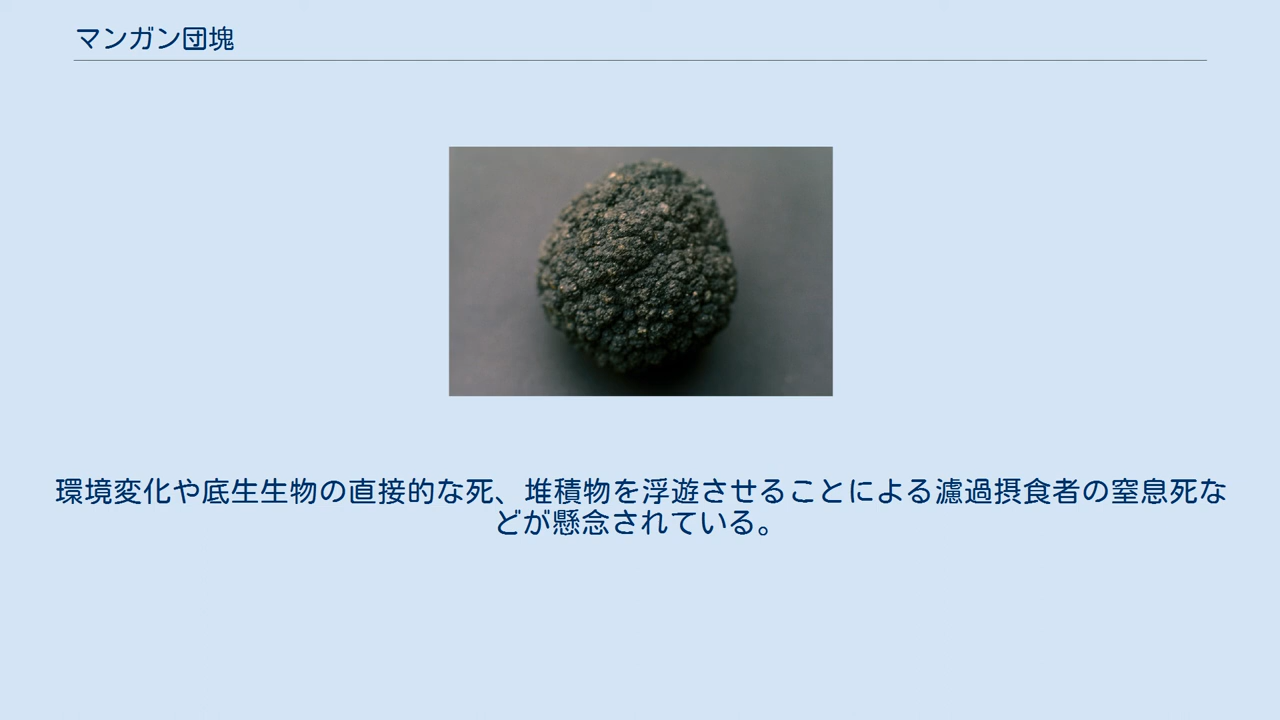 マンガン団塊
環境変化や底生生物の直接的な死、堆積物を浮遊させることによる濾過摂食者の窒息死な
どが懸念されている。